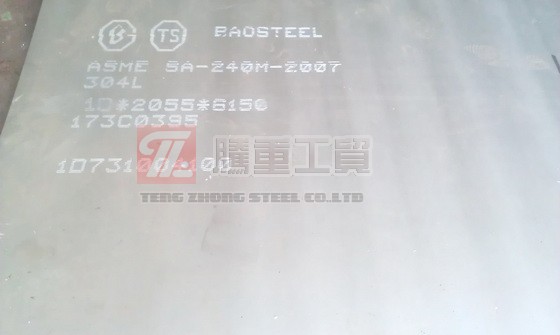 TS BAOSTEEL
ASME SA-240M-2007
304L
10*2055*6150
173C0395
騰重工貿
TENG ZHONG STEEL CO.LTD